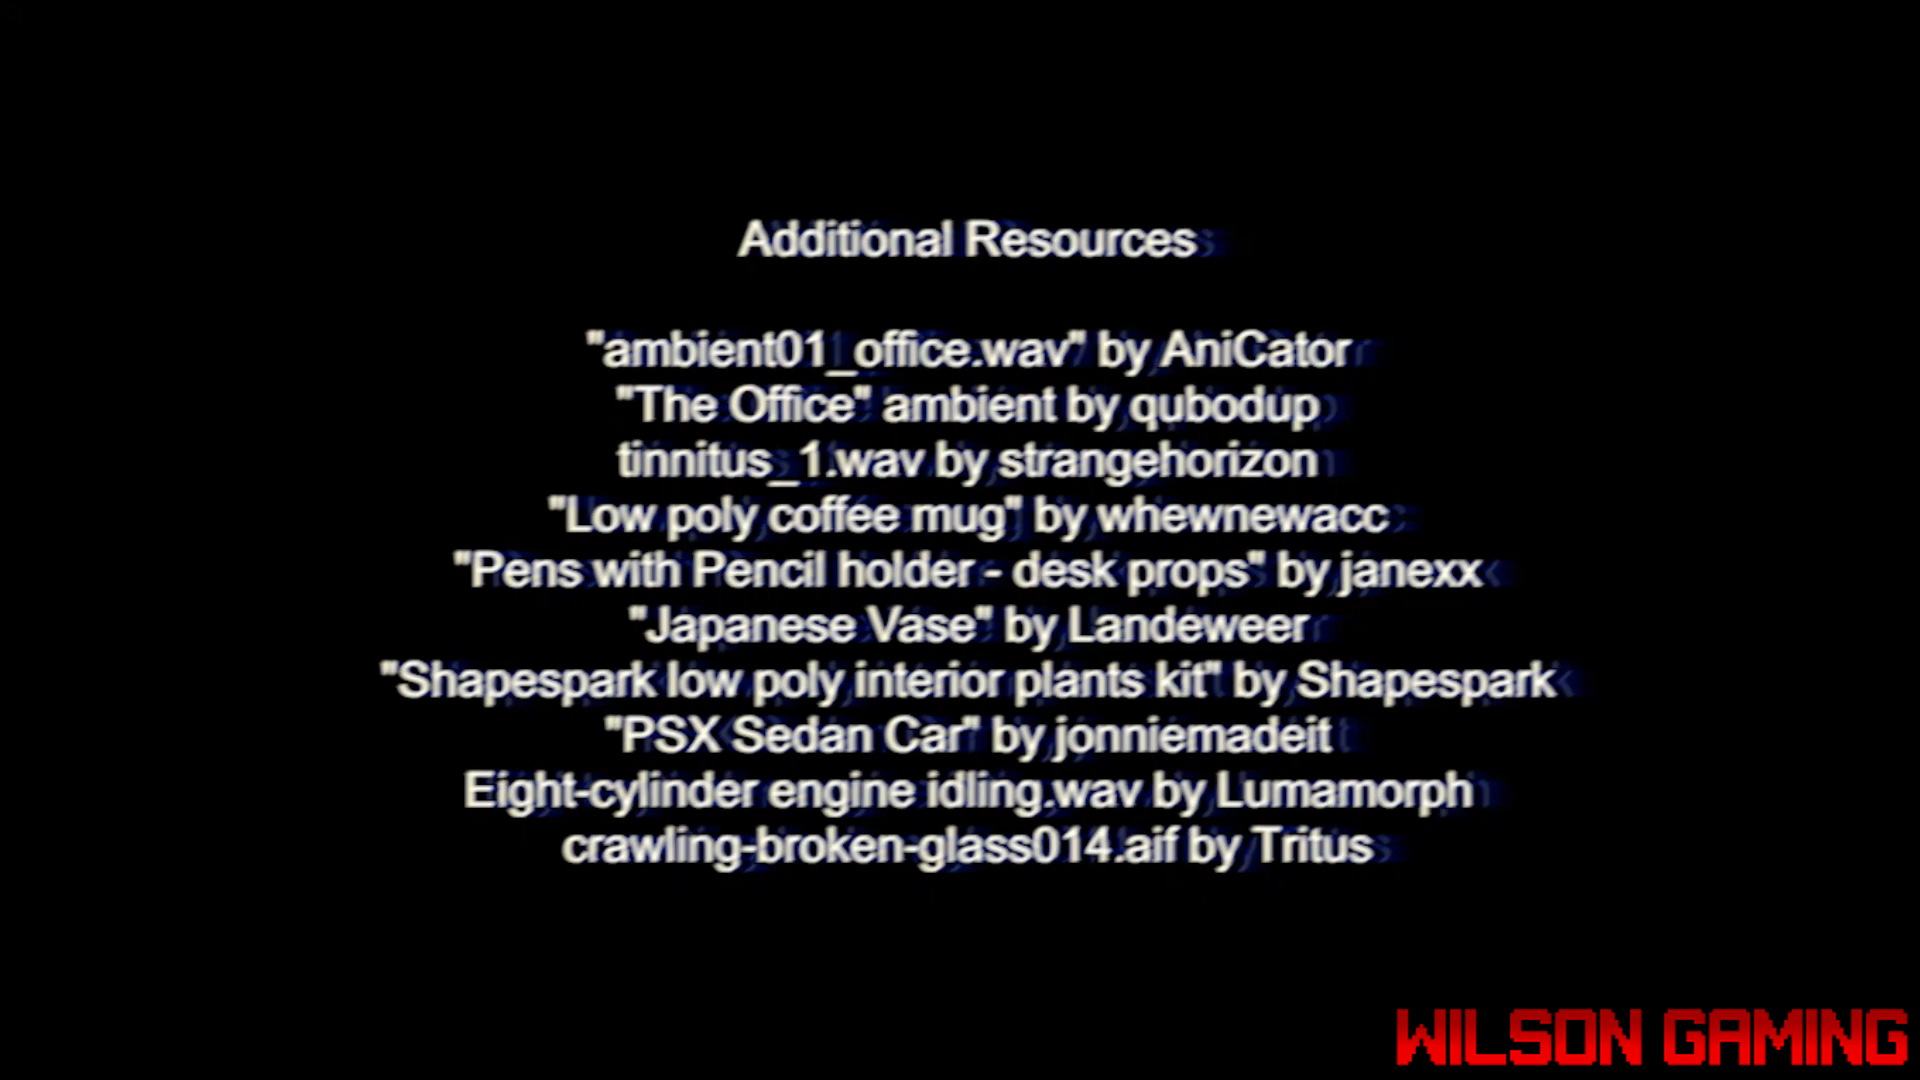 Additional Resources
"ambient01_office.wav" by AniCator
"The Office" ambient by qubodup
tinnitus_1.wav by strangehorizon
"Low poly coffee mug" by whewnewacc
"Pens with Pencil holder - desk props" by janexx
"Japanese Vase" by Landeweer
"Shapespark low poly interior plants kit" by Shapespark
"PSX Sedan Car" by jonniemadeit
Eight-cylinder engine idling.wav by Lumamorph
crawling-broken-glass014.aif by Tritus
WILSON GAMING